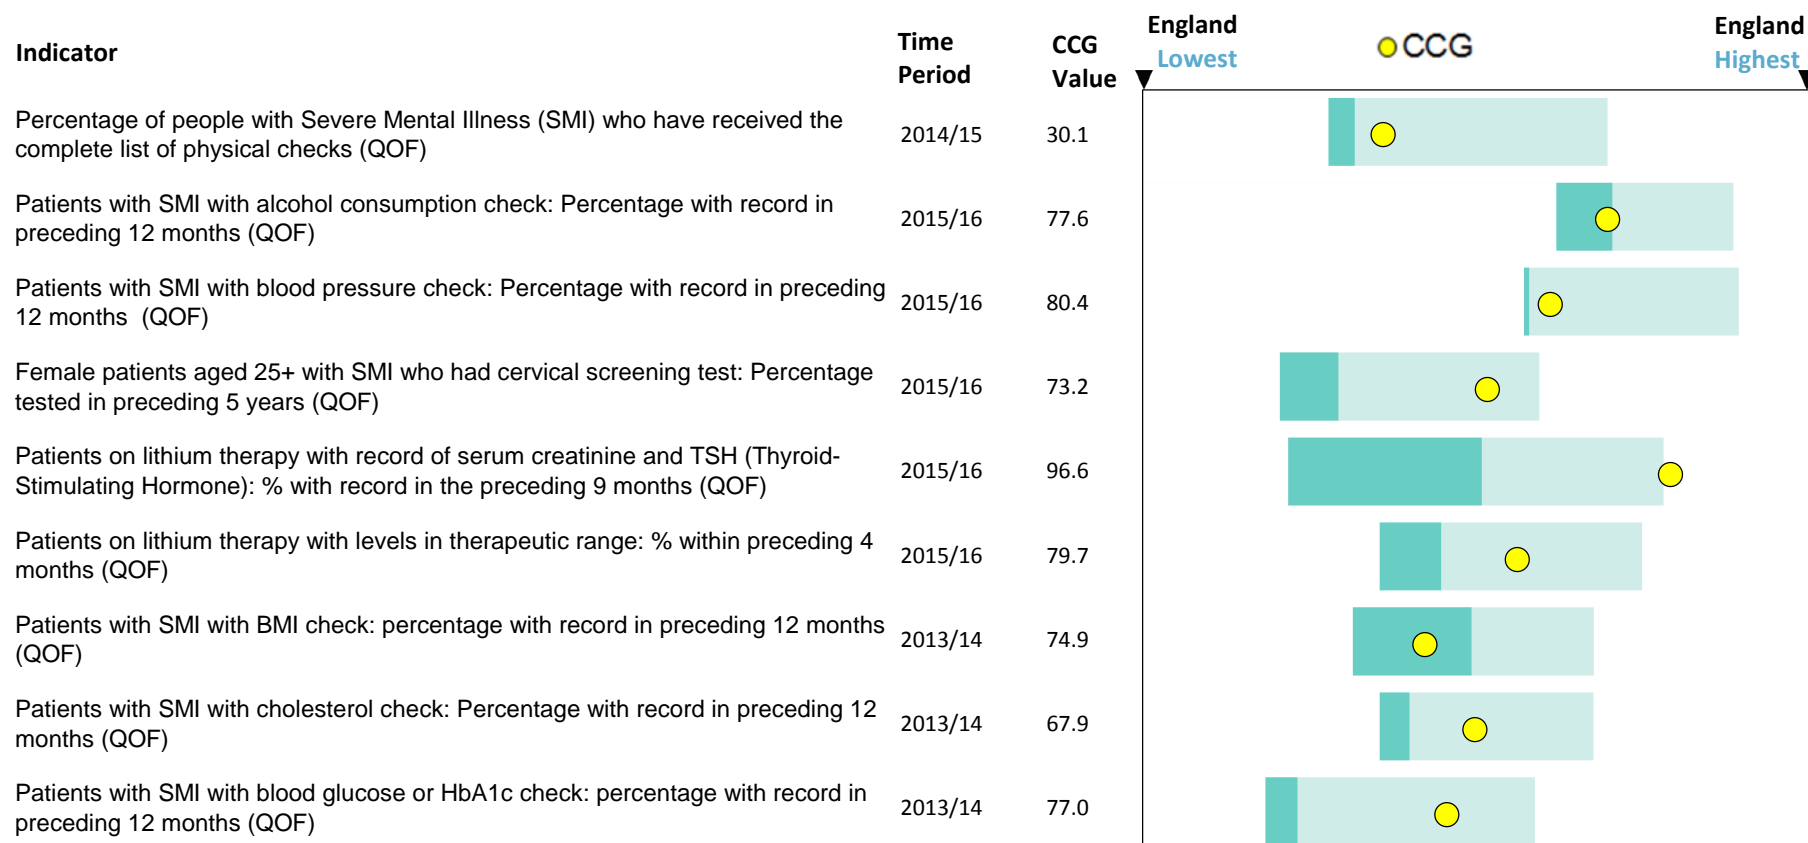 Indicator
Time
Period
CCG
Value
England
Lowest
CCG
England
Highest
Percentage of people with Severe Mental Illness (SMI) who have received the
complete list of physical checks (QOF)
2014/15
30.1
Patients with SMI with alcohol consumption check: Percentage with record in
preceding 12 months (QOF)
2015/16
77.6
Patients with SMI with blood pressure check: Percentage with record in preceding
12 months (QOF)
2015/16
80.4
Female patients aged 25+ with SMI who had cervical screening test: Percentage
tested in preceding 5 years (QOF)
2015/16
73.2
Patients on lithium therapy with record of serum creatinine and TSH (Thyroid-
Stimulating Hormone): % with record in the preceding 9 months (QOF)
2015/16
96.6
Patients on lithium therapy with levels in therapeutic range: % within preceding 4
months (QOF)
2015/16
79.7
Patients with SMI with BMI check: percentage with record in preceding 12 months
(QOF)
2013/14
74.9
Patients with SMI with cholesterol check: Percentage with record in preceding 12
months (QOF)
2013/14
67.9
Patients with SMI with blood glucose or HbA1c check: percentage with record in
preceding 12 months (QOF)
2013/14
77.0